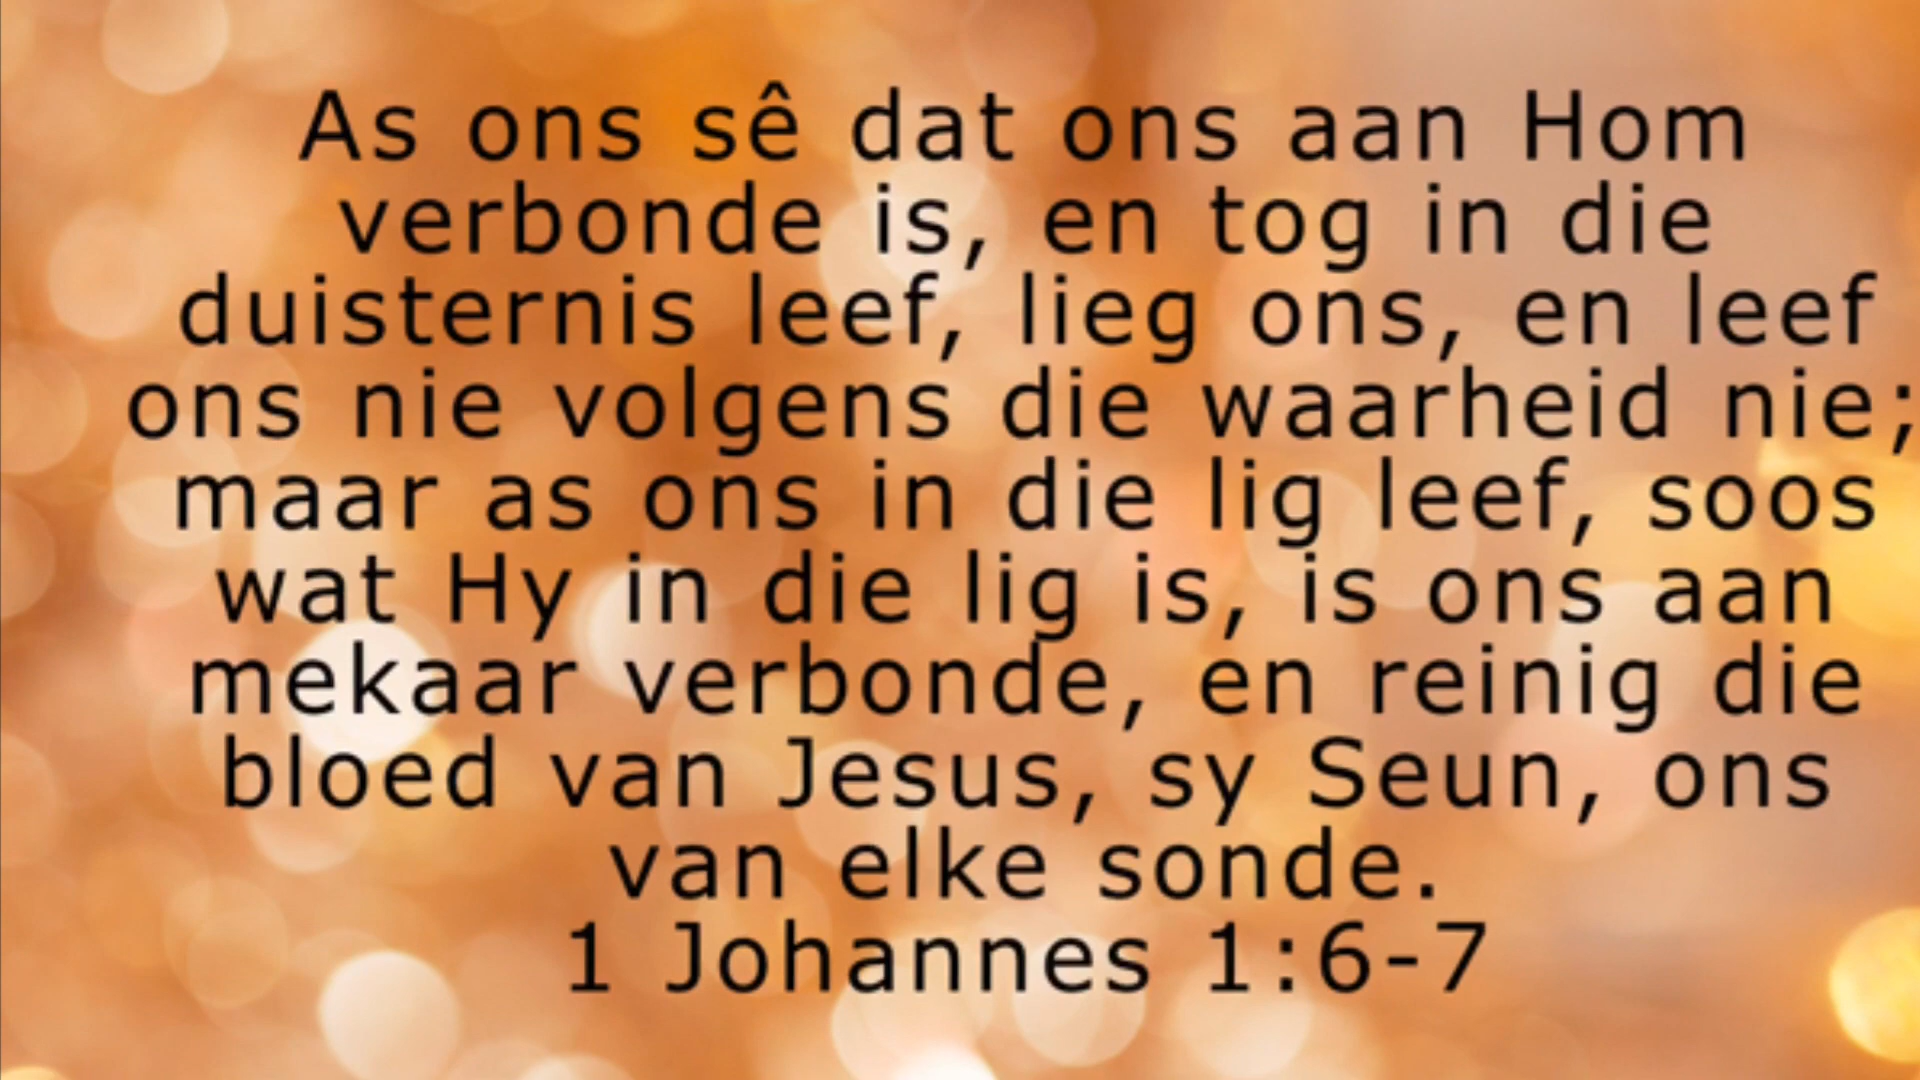 As ons sê dat ons aan Hom
verbonde is, en tog in die
duisternis leef, lieg ons, en leef
ons nie volgens die waarheid nie;
maar as ons in die lig leef, soos
wat Hy in die lig is, is ons aan
mekaar verbonde, en reinig die
bloed van Jesus, sy Seun, ons
van elke sonde.
1 Johannes 1:6-7